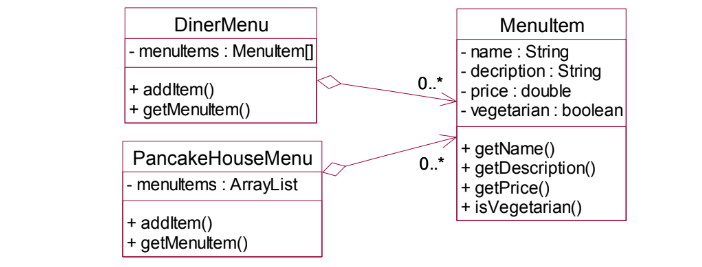 DinerMenu
- menuItems : MenuItem[]
+ addItem()
+ getMenuItem()
0..*
PancakeHouseMenu
- menuItems : ArrayList
+ addItem()
+ getMenuItem()
0..*
MenuItem
- name : String
- decription : String
- price : double
- vegetarian : boolean
+ getName()
+ getDescription()
+ getPrice()
+ isVegetarian()